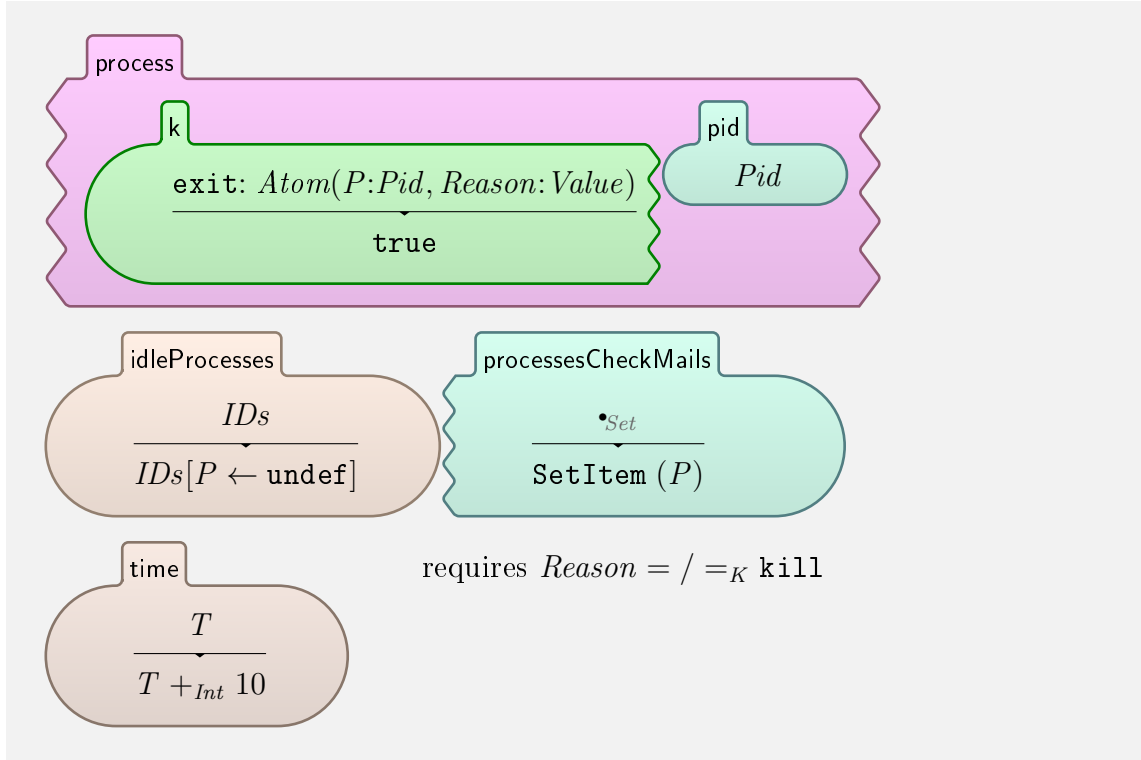 process
k
pid
exit: Atom(P:Pid, Reason:Value)
Pid
true
idleProcesses
processesCheckMails
IDs
•Set
IDs[P ← undef]
SetItem (P)
time
requires Reason = / =K kill
T
T +Int 10